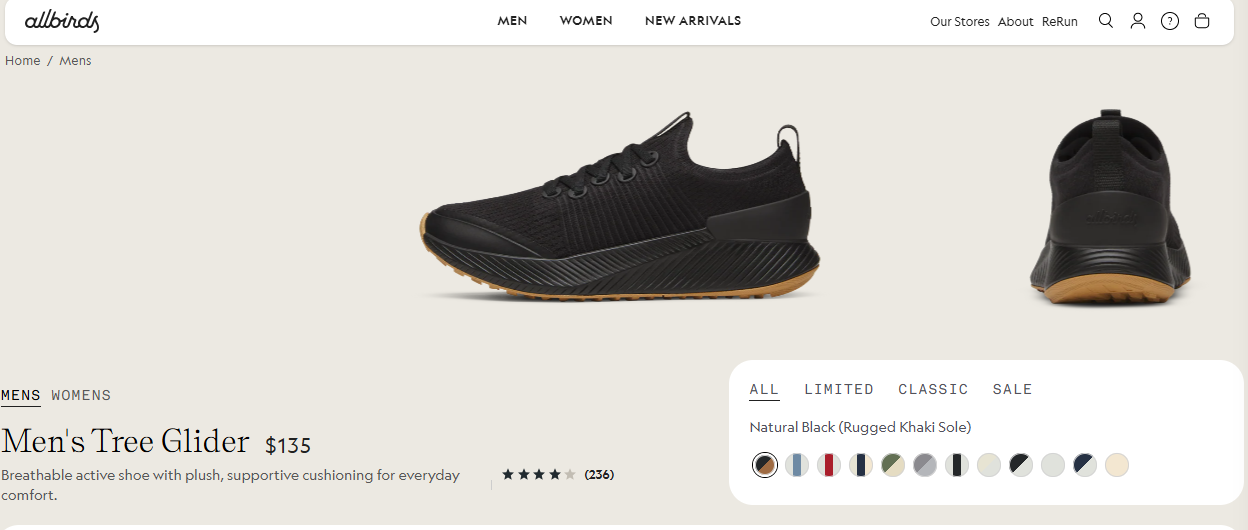 allbirds
MEN WOMEN NEW ARRIVALS
Our Stores About ReRun
?
Home / Mens
MENS WOMENS
Men's Tree Glider $135
Breathable active shoe with plush, supportive cushioning for everyday
comfort.
(236)
ALL LIMITED CLASSIC SALE
Natural Black (Rugged Khaki Sole)
allbirds